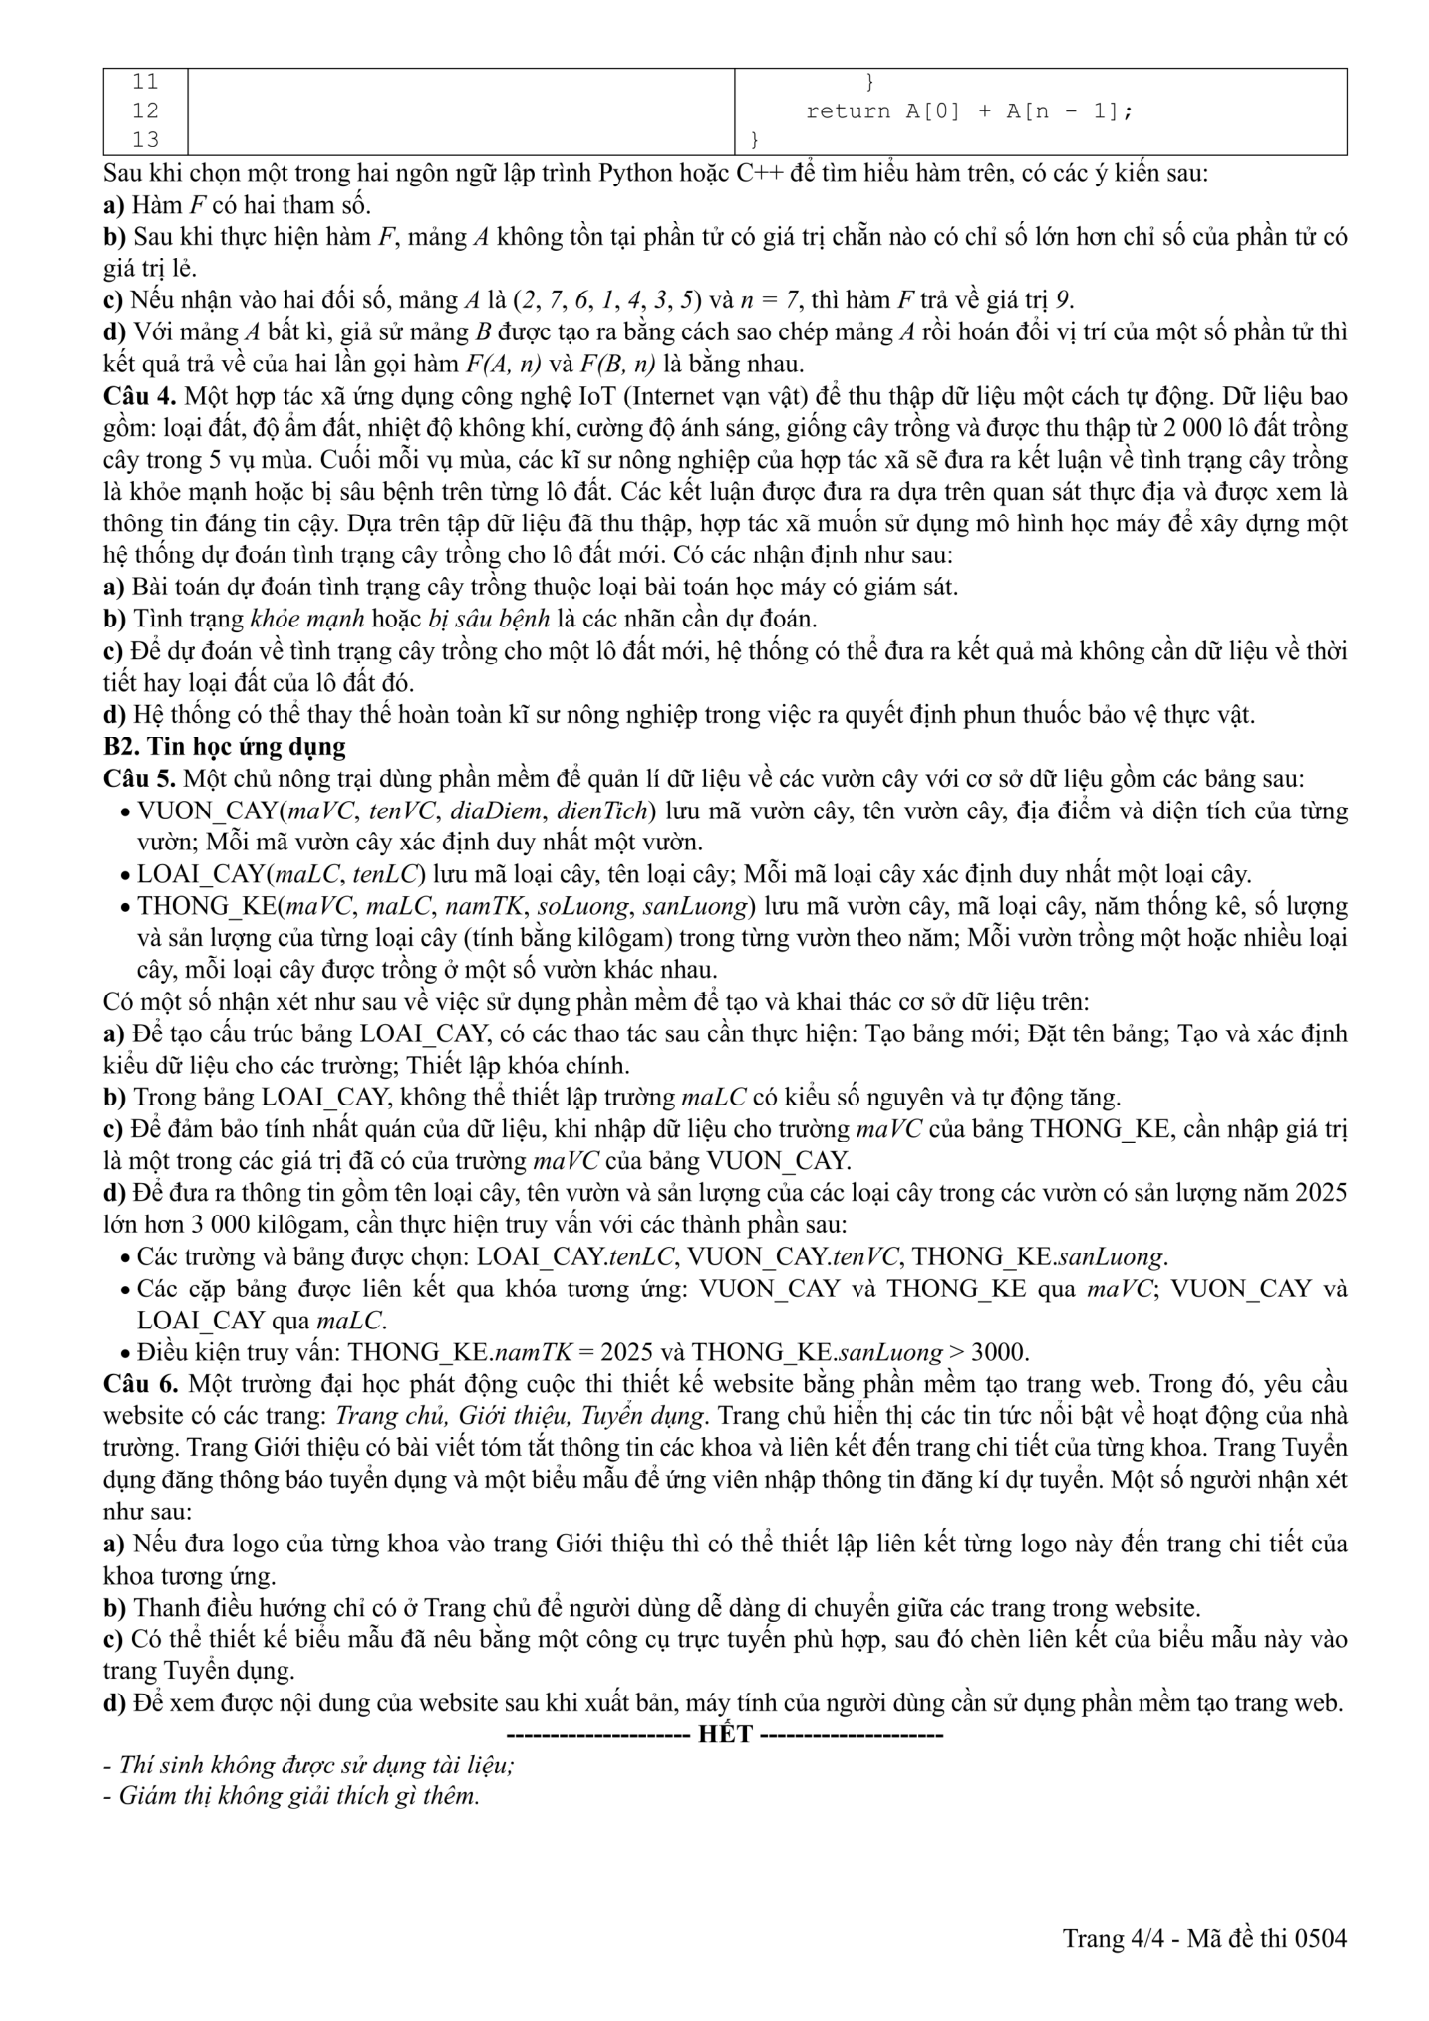 11 }
12 return A[0] + A[n - 1];
13 }
Sau khi chọn một trong hai ngôn ngữ lập trình Python hoặc C++ để tìm hiểu hàm trên, có các ý kiến sau:
a) Hàm F có hai tham số.
b) Sau khi thực hiện hàm F, mảng A không tồn tại phần tử có giá trị chẵn nào có chỉ số lớn hơn chỉ số của phần tử có
giá trị lẻ.
c) Nếu nhận vào hai đối số, mảng A là (2, 7, 6, 1, 4, 3, 5) và n = 7, thì hàm F trả về giá trị 9.
d) Với mảng A bất kì, giả sử mảng B được tạo ra bằng cách sao chép mảng A rồi hoán đổi vị trí của một số phần tử thì
kết quả trả về của hai lần gọi hàm F(A, n) và F(B, n) là bằng nhau.
Câu 4. Một hợp tác xã ứng dụng công nghệ IoT (Internet vạn vật) để thu thập dữ liệu một cách tự động. Dữ liệu bao
gồm: loại đất, độ ẩm đất, nhiệt độ không khí, cường độ ánh sáng, giống cây trồng và được thu thập từ 2 000 lô đất trồng
cây trong 5 vụ mùa. Cuối mỗi vụ mùa, các kĩ sư nông nghiệp của hợp tác xã sẽ đưa ra kết luận về tình trạng cây trồng
là khỏe mạnh hoặc bị sâu bệnh trên từng lô đất. Các kết luận được đưa ra dựa trên quan sát thực địa và được xem là
thông tin đáng tin cậy. Dựa trên tập dữ liệu đã thu thập, hợp tác xã muốn sử dụng mô hình học máy để xây dựng một
hệ thống dự đoán tình trạng cây trồng cho lô đất mới. Có các nhận định như sau:
a) Bài toán dự đoán tình trạng cây trồng thuộc loại bài toán học máy có giám sát.
b) Tình trạng khỏe mạnh hoặc bị sâu bệnh là các nhãn cần dự đoán.
c) Để dự đoán về tình trạng cây trồng cho một lô đất mới, hệ thống có thể đưa ra kết quả mà không cần dữ liệu về thời
tiết hay loại đất của lô đất đó.
d) Hệ thống có thể thay thế hoàn toàn kĩ sư nông nghiệp trong việc ra quyết định phun thuốc bảo vệ thực vật.
B2. Tin học ứng dụng
Câu 5. Một chủ nông trại dùng phần mềm để quản lí dữ liệu về các vườn cây với cơ sở dữ liệu gồm các bảng sau:
• VUON_CAY(maVC, tenVC, diaDiem, dienTich) lưu mã vườn cây, tên vườn cây, địa điểm và diện tích của từng
vườn; Mỗi mã vườn cây xác định duy nhất một vườn.
• LOAI_CAY(maLC, tenLC) lưu mã loại cây, tên loại cây; Mỗi mã loại cây xác định duy nhất một loại cây.
• THONG_KE(maVC, maLC, namTK, soLuong, sanLuong) lưu mã vườn cây, mã loại cây, năm thống kê, số lượng
và sản lượng của từng loại cây (tính bằng kilôgam) trong từng vườn theo năm; Mỗi vườn trồng một hoặc nhiều loại
cây, mỗi loại cây được trồng ở một số vườn khác nhau.
Có một số nhận xét như sau về việc sử dụng phần mềm để tạo và khai thác cơ sở dữ liệu trên:
a) Để tạo cấu trúc bảng LOAI_CAY, có các thao tác sau cần thực hiện: Tạo bảng mới; Đặt tên bảng; Tạo và xác định
kiểu dữ liệu cho các trường; Thiết lập khóa chính.
b) Trong bảng LOAI_CAY, không thể thiết lập trường maLC có kiểu số nguyên và tự động tăng.
c) Để đảm bảo tính nhất quán của dữ liệu, khi nhập dữ liệu cho trường maVC của bảng THONG_KE, cần nhập giá trị
là một trong các giá trị đã có của trường maVC của bảng VUON_CAY.
d) Để đưa ra thông tin gồm tên loại cây, tên vườn và sản lượng của các loại cây trong các vườn có sản lượng năm 2025
lớn hơn 3 000 kilôgam, cần thực hiện truy vấn với các thành phần sau:
• Các trường và bảng được chọn: LOAI_CAY.tenLC, VUON_CAY.tenVC, THONG_KE.sanLuong.
• Các cặp bảng được liên kết qua khóa tương ứng: VUON_CAY và THONG_KE qua maVC; VUON_CAY và
LOAI_CAY qua maLC.
• Điều kiện truy vấn: THONG_KE.namTK = 2025 và THONG_KE.sanLuong > 3000.
Câu 6. Một trường đại học phát động cuộc thi thiết kế website bằng phần mềm tạo trang web. Trong đó, yêu cầu
website có các trang: Trang chủ, Giới thiệu, Tuyển dụng. Trang chủ hiển thị các tin tức nổi bật về hoạt động của nhà
trường. Trang Giới thiệu có bài viết tóm tắt thông tin các khoa và liên kết đến trang chi tiết của từng khoa. Trang Tuyển
dụng đăng thông báo tuyển dụng và một biểu mẫu để ứng viên nhập thông tin đăng kí dự tuyển. Một số người nhận xét
như sau:
a) Nếu đưa logo của từng khoa vào trang Giới thiệu thì có thể thiết lập liên kết từng logo này đến trang chi tiết của
khoa tương ứng.
b) Thanh điều hướng chỉ có ở Trang chủ để người dùng dễ dàng di chuyển giữa các trang trong website.
c) Có thể thiết kế biểu mẫu đã nêu bằng một công cụ trực tuyến phù hợp, sau đó chèn liên kết của biểu mẫu này vào
trang Tuyển dụng.
d) Để xem được nội dung của website sau khi xuất bản, máy tính của người dùng cần sử dụng phần mềm tạo trang web.
--------------------- HẾT ---------------------
- Thí sinh không được sử dụng tài liệu;
- Giám thị không giải thích gì thêm.
Trang 4/4 - Mã đề thi 0504